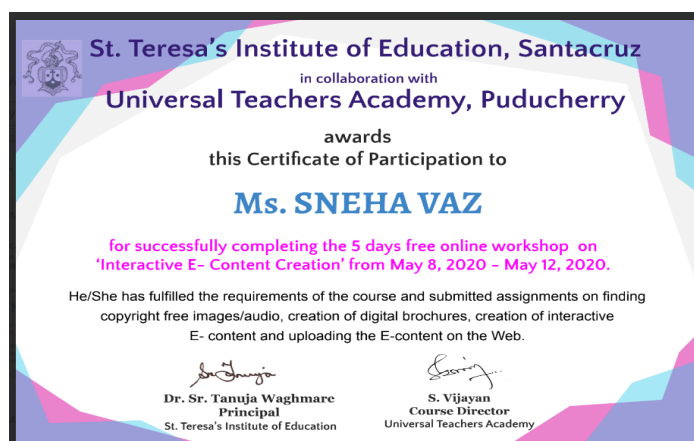 St. Teresa's Institute of Education, Santacruz
in collaboration with
Universal Teachers Academy, Puducherry
awards
this Certificate of Participation to
Ms. SNEHA VAZ
for successfully completing the 5 days free online workshop on
'Interactive E- Content Creation' from May 8, 2020 - May 12, 2020.
He/She has fulfilled the requirements of the course and submitted assignments on finding
copyright free images/audio, creation of digital brochures, creation of interactive
E- content and uploading the E-content on the Web.
Dr. Sr. Tanuja Waghmare
Principal
St. Teresa's Institute of Education
S. Vijayan
Course Director
Universal Teachers Academy